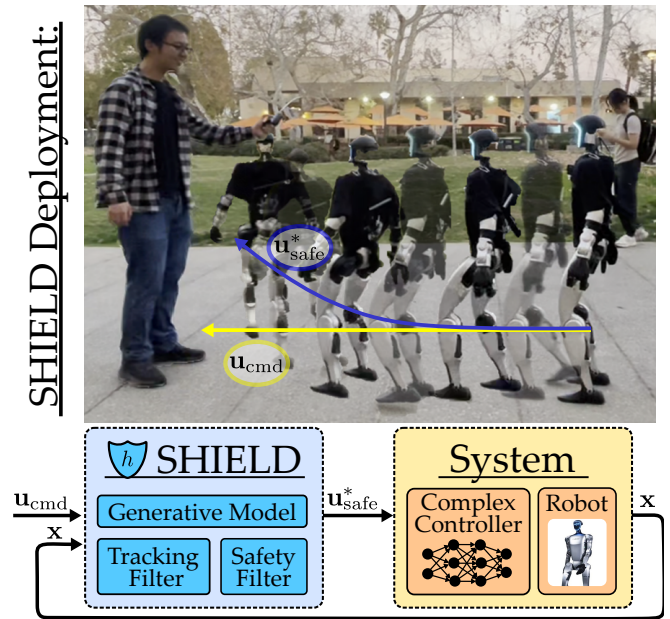 SHIELD Deployment:
u*safe
ucmd
h SHIELD
System
ucmd
x
Generative Model
Tracking
Filter
Safety
Filter
u*safe
Complex
Controller
Robot
x